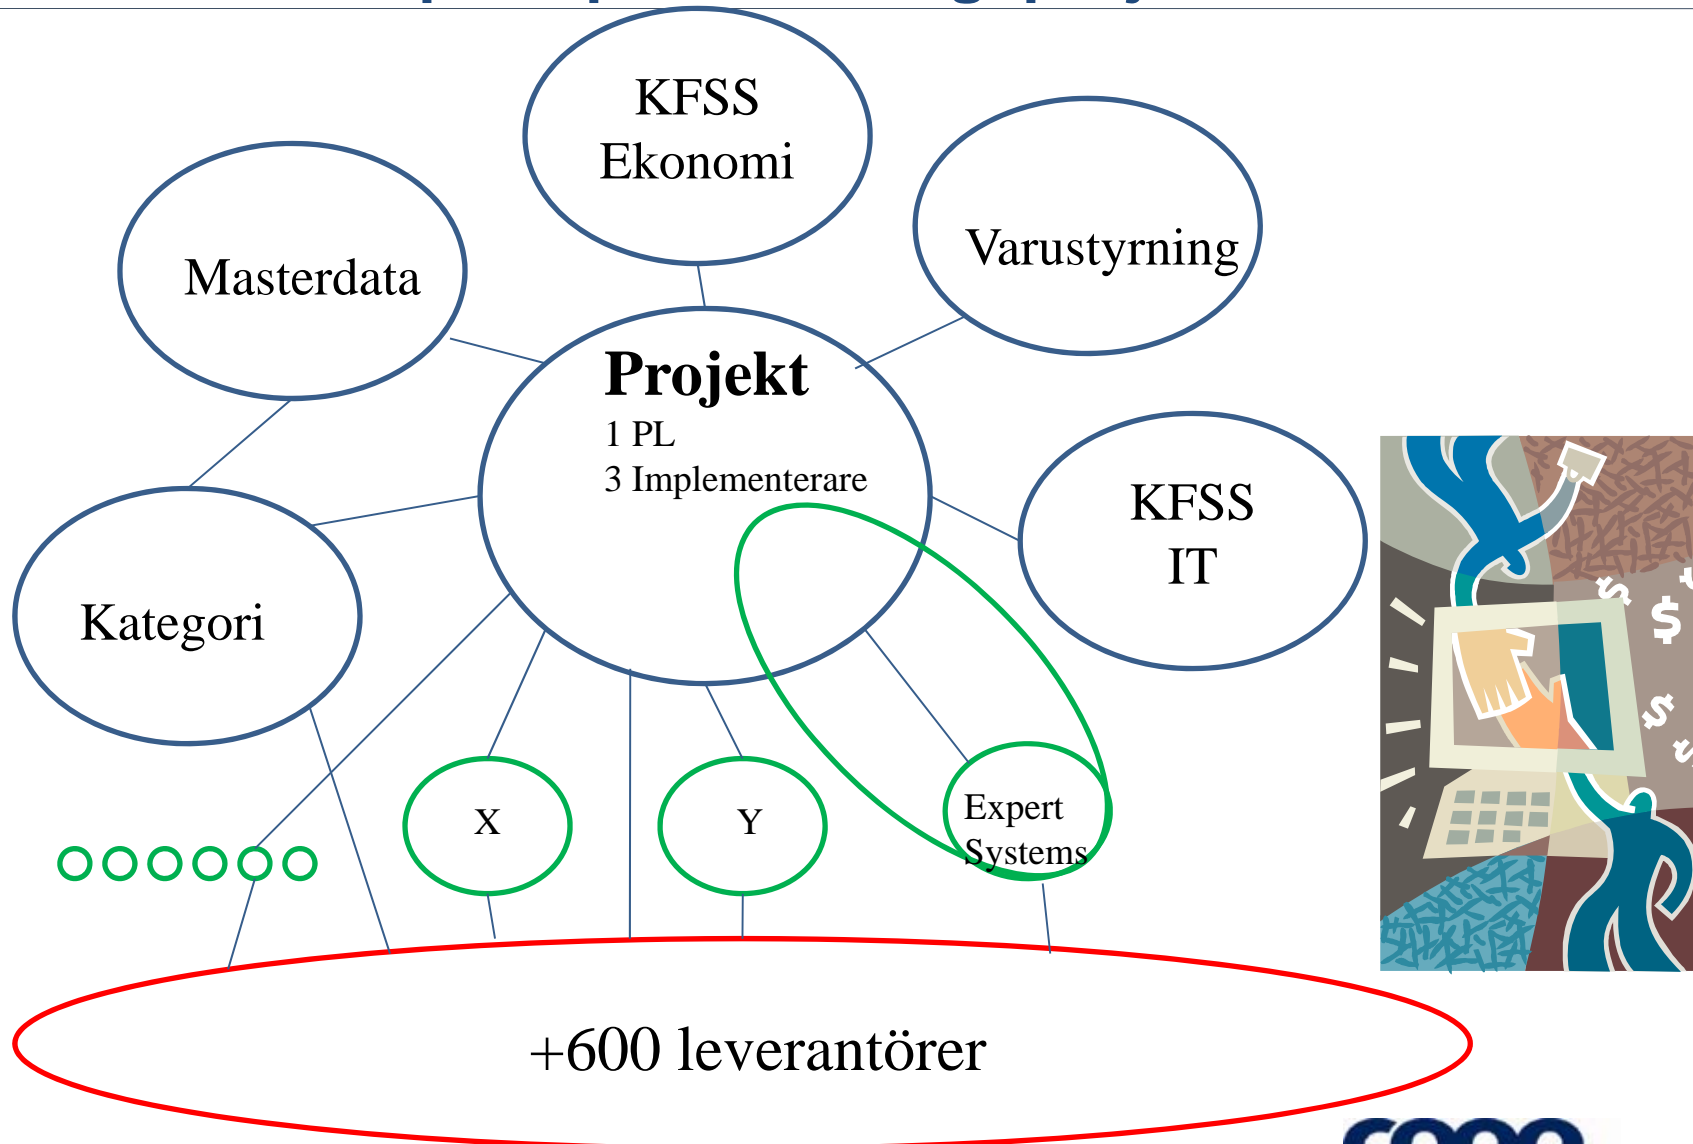 KFSS
Ekonomi
Varustyrning
Masterdata
Projekt
1 PL
3 Implementerare
KFSS
IT
Kategori
X
Y
Expert
Systems
+600 leverantörer